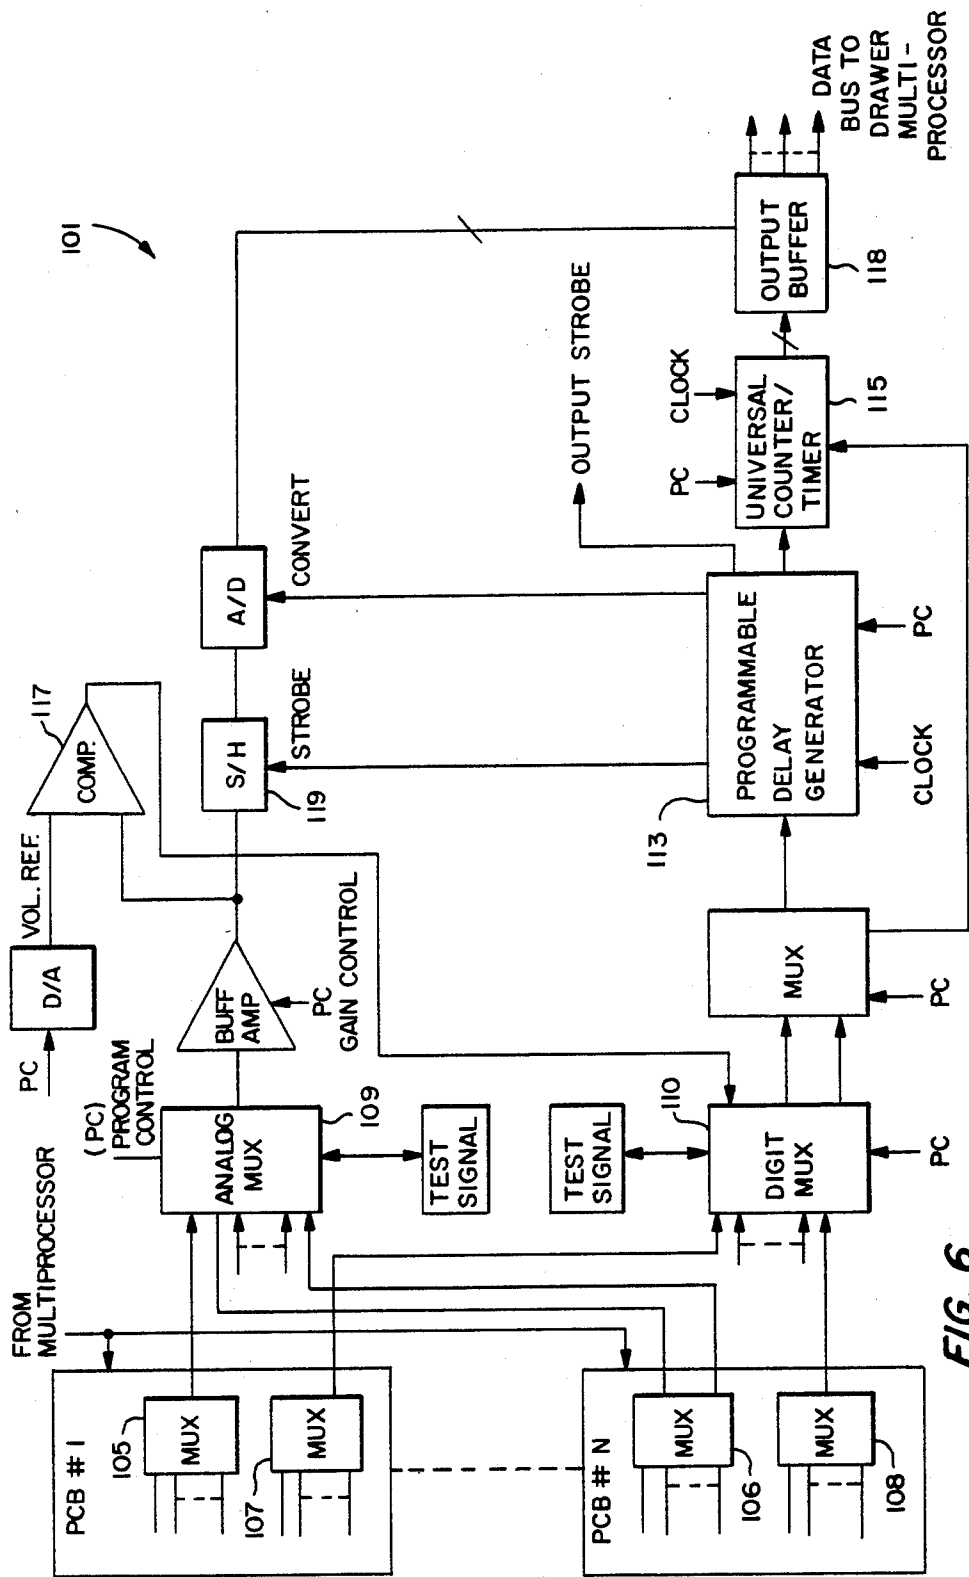 101
PC
D/A
VOL. REF.
COMP.
117
FROM
MULTIPROCESSOR
(PC)
PROGRAM
CONTROL
PCB # 1
105
MUX
107
MUX
ANALOG
MUX
109
BUFF
AMP
PC
GAIN CONTROL
S/H
119
STROBE
A/D
CONVERT
TEST
SIGNAL
TEST
SIGNAL
OUTPUT STROBE
PCB # N
MUX
106
MUX
108
110
DIGIT
MUX
PC
MUX
PC
113
PROGRAMMABLE
DELAY
GENERATOR
CLOCK
PC
PC
CLOCK
UNIVERSAL
COUNTER/
TIMER
115
OUTPUT
BUFFER
118
DATA
BUS TO
DRAWER
MULTI-
PROCESSOR
FIG. 6